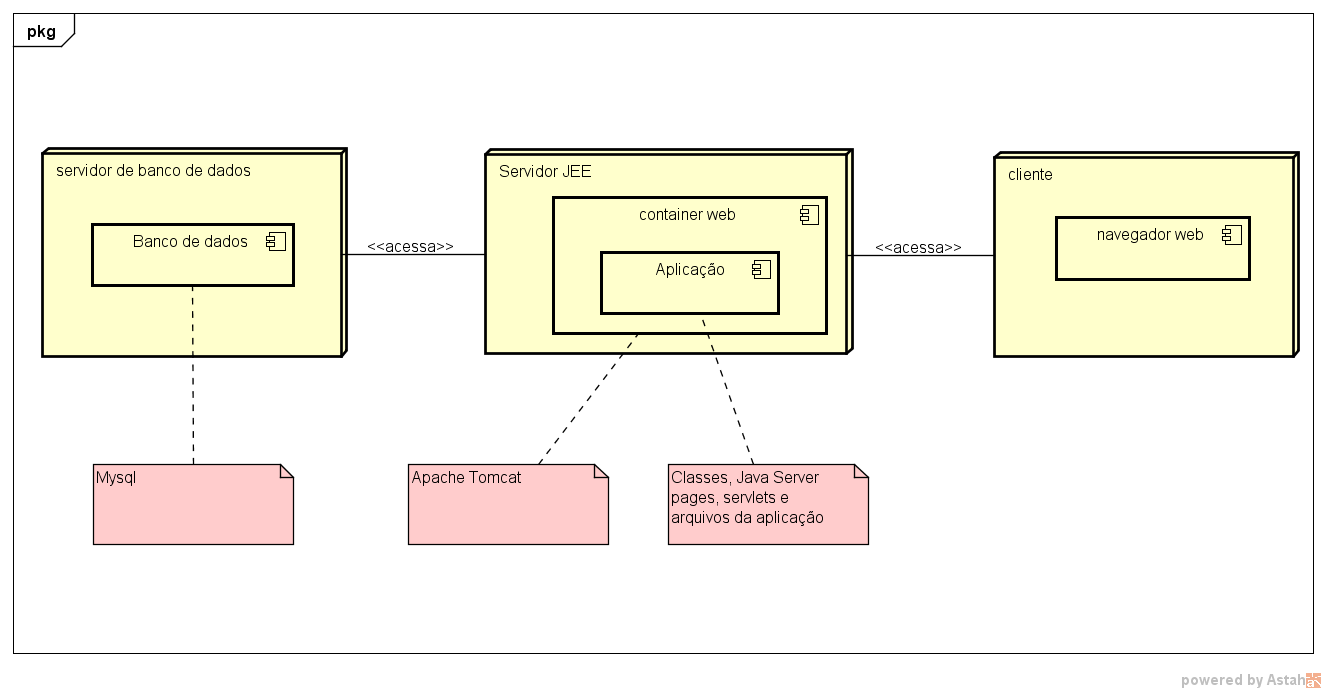 pkg
servidor de banco de dados
Banco de dados
<<acessa>>
Servidor JEE
container web
Aplicação
<<acessa>>
cliente
navegador web
Mysql
Apache Tomcat
Classes, Java Server
pages, servlets e
arquivos da aplicação
powered by Astah